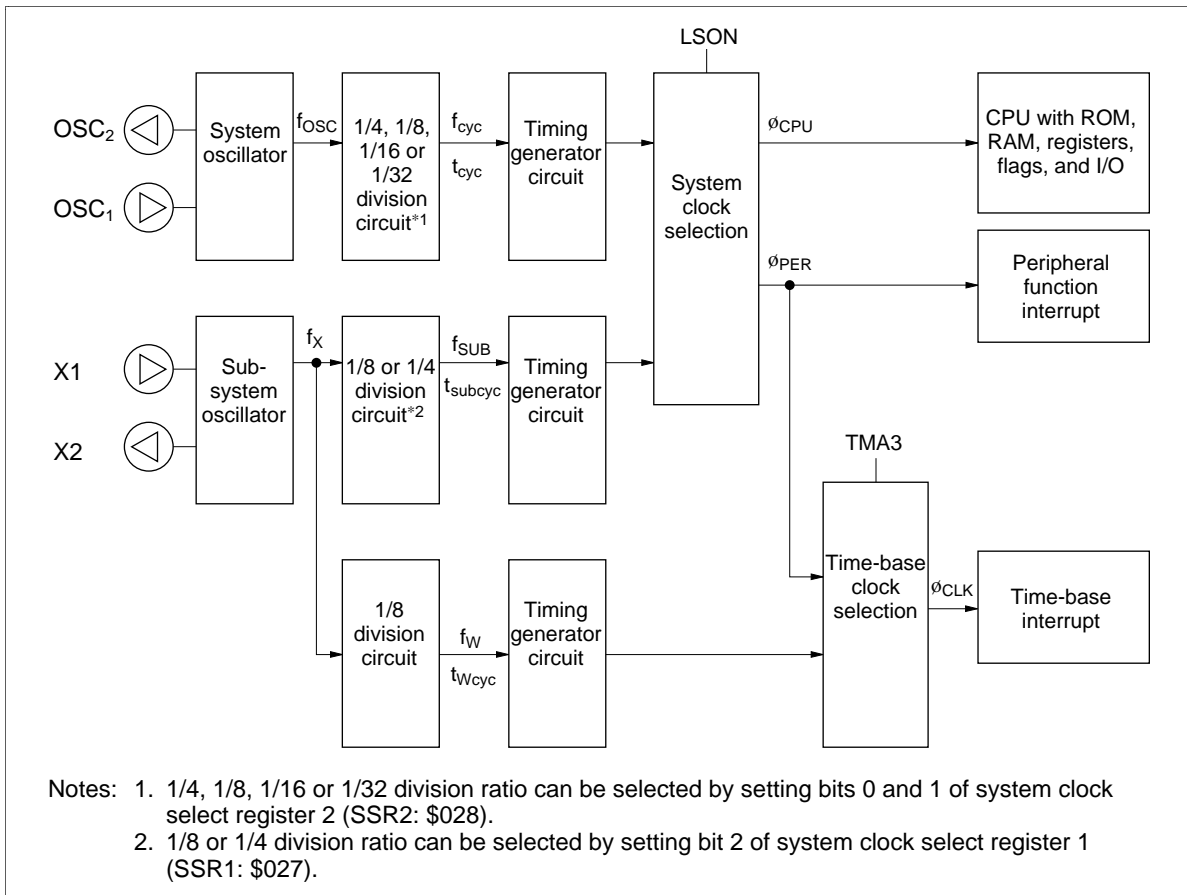 LSON
OSC2
OSC1
System
oscillator
fOSC
1/4, 1/8,
1/16 or
1/32
division
circuit*1
fcyc
tcyc
Timing
generator
circuit
System
clock
selection
øCPU
CPU with ROM,
RAM, registers,
flags, and I/O
øPER
Peripheral
function
interrupt
X1
X2
Sub-
system
oscillator
fX
1/8 or 1/4
division
circuit*2
fSUB
tsubcyc
Timing
generator
circuit
TMA3
1/8
division
circuit
fW
tWcyc
Timing
generator
circuit
Time-base
clock
selection
øCLK
Time-base
interrupt
Notes: 1. 1/4, 1/8, 1/16 or 1/32 division ratio can be selected by setting bits 0 and 1 of system clock
select register 2 (SSR2: $028).
2. 1/8 or 1/4 division ratio can be selected by setting bit 2 of system clock select register 1
(SSR1: $027).